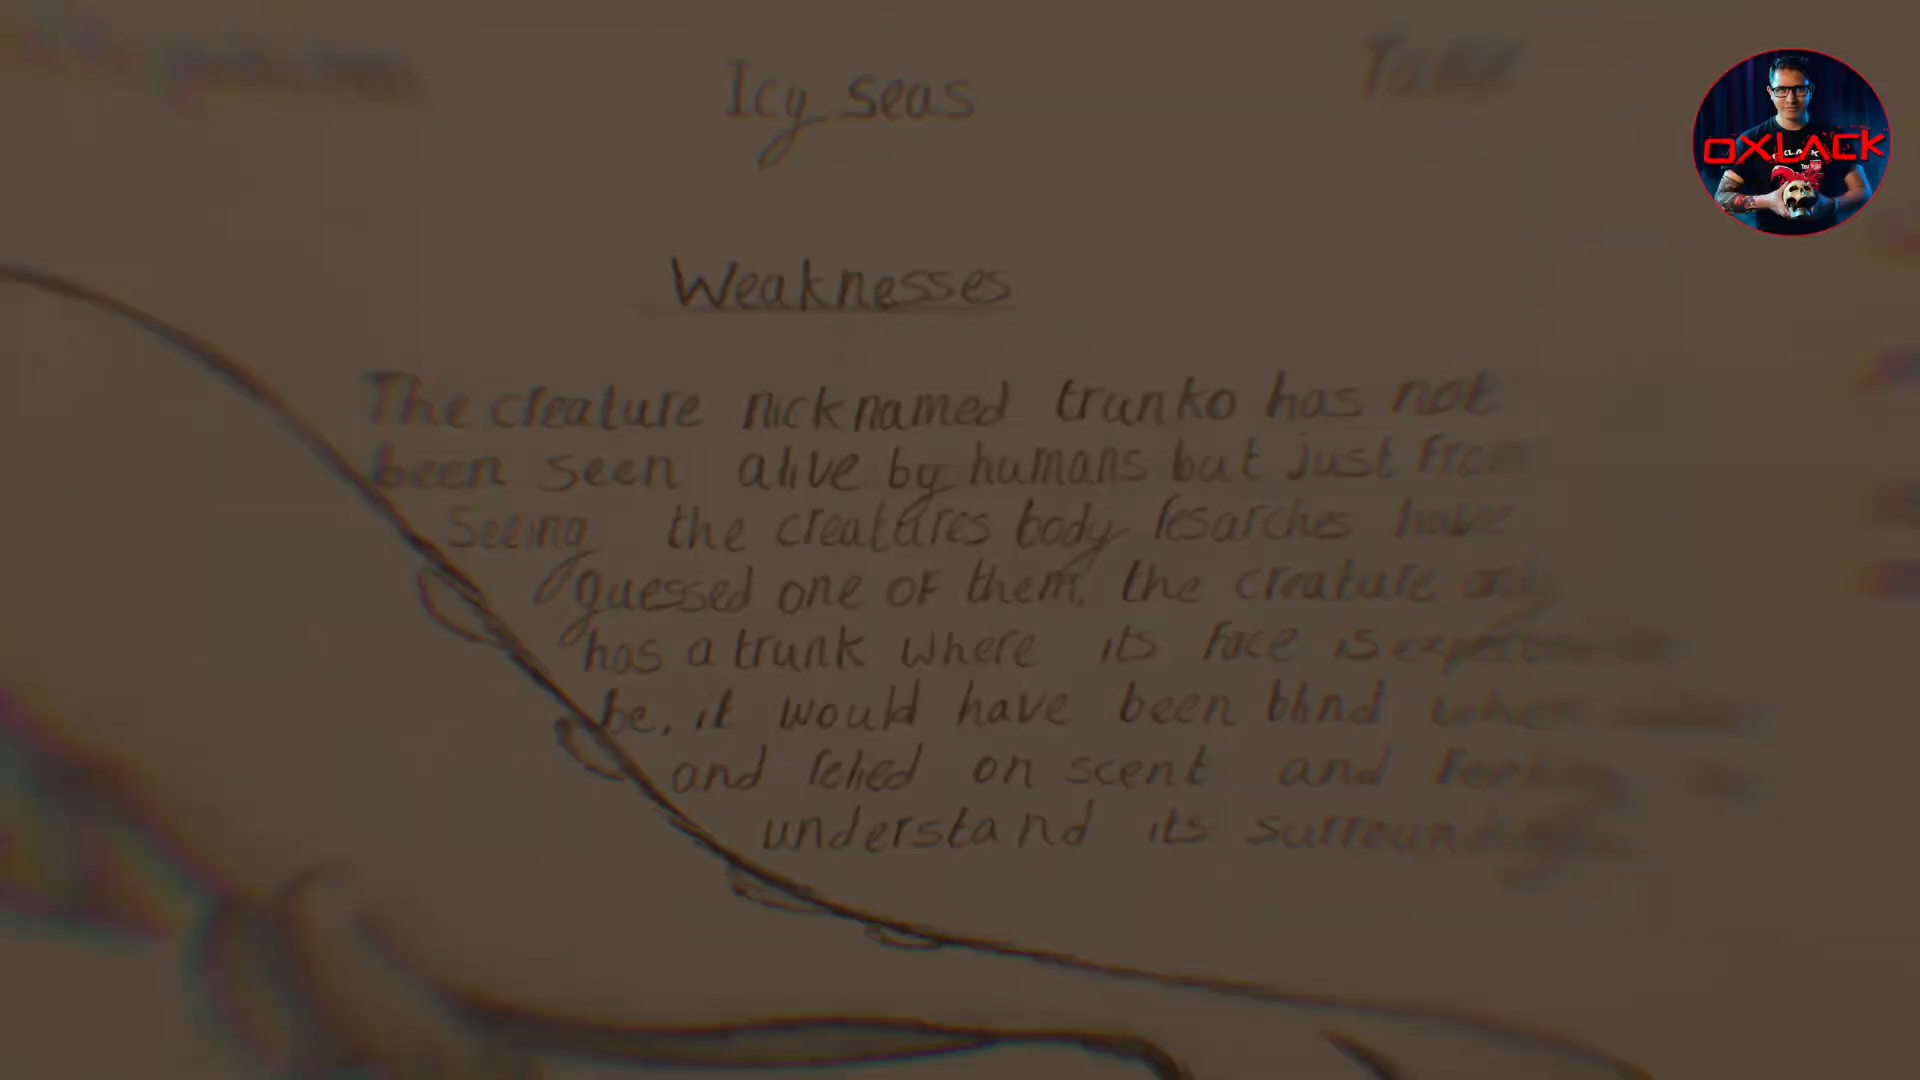 Icy seas
OXLACK
Weaknesses
The creature nicknamed trunko has not
been seen alive by humans but just from
Seeing the creatures body resarches have
guessed one of them, the creature only
has a trunk where its face is
be, it would have been blind when
and relied on scent and
understand its